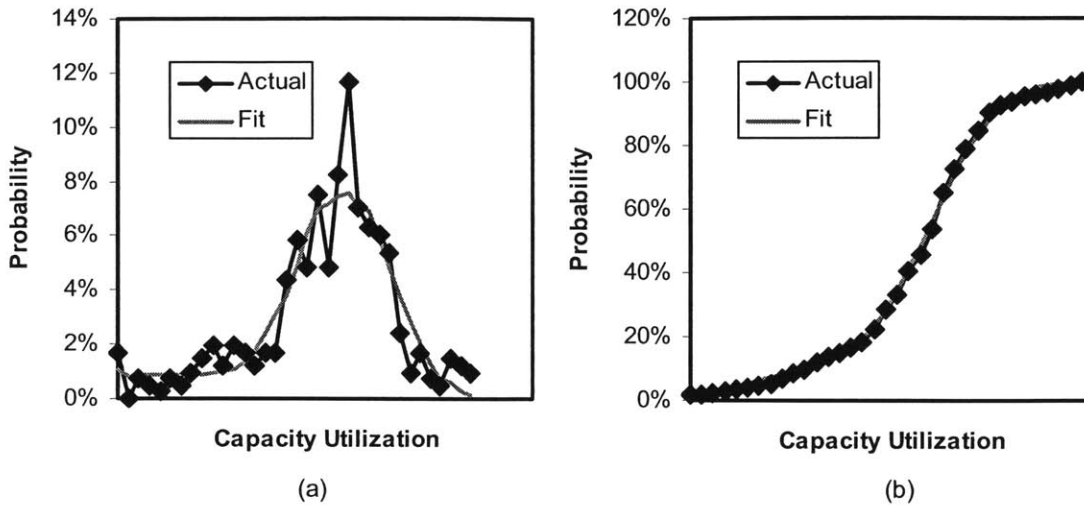 14%
12%
10%
8%
6%
4%
2%
0%
Probability
Actual
Fit
Capacity Utilization
(a)
120%
100%
80%
60%
40%
20%
0%
Probability
Actual
Fit
Capacity Utilization
(b)